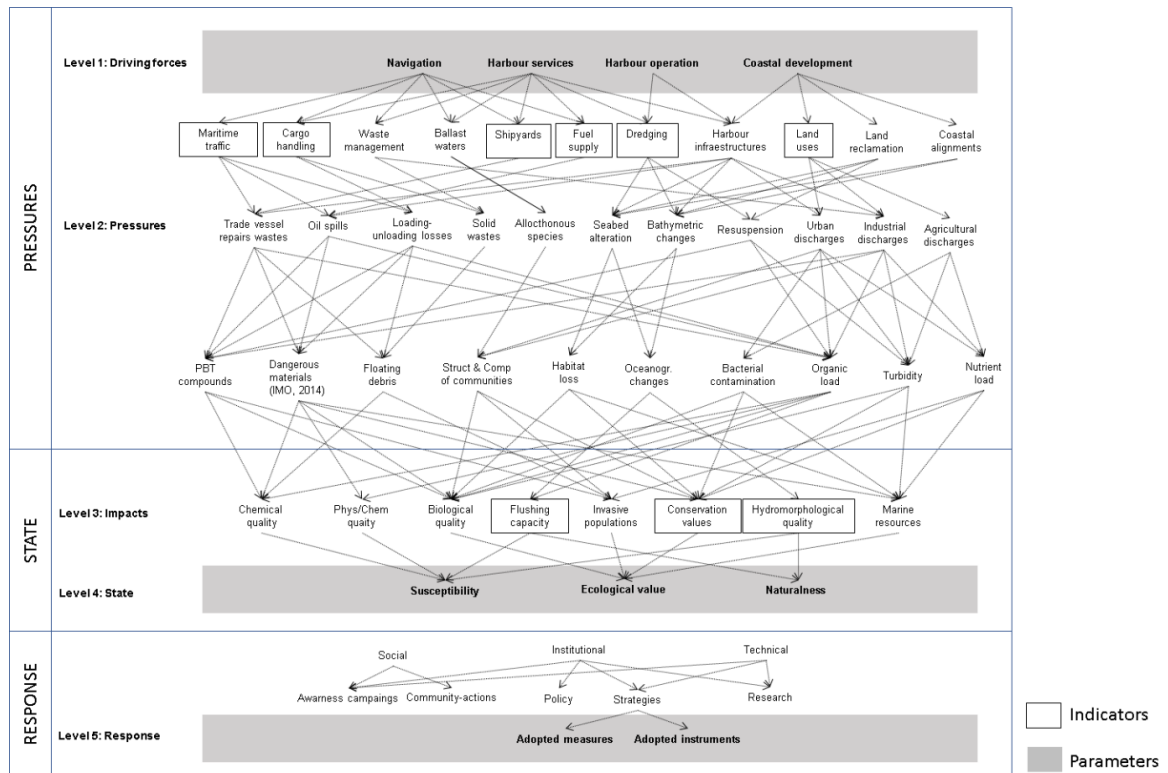 PRESSURES
STATE
RESPONSE
Level 1: Driving forces
Navigation
Harbour services
Harbour operation
Coastal development
Maritime
traffic
Cargo
handling
Waste
management
Ballast
waters
Shipyards
Fuel
supply
Dredging
Harbour
infraestructures
Land
uses
Land
reclamation
Coastal
alignments
Level 2: Pressures
Trade vessel
repairs wastes
Oil spills
Loading-
unloading losses
Solid
wastes
Allocthonous
species
Seabed
alteration
Bathymetric
changes
Resuspension
Urban
discharges
Industrial
discharges
Agricultural
discharges
PBT
compounds
Dangerous
materials
(IMO, 2014)
Floating
debris
Struct & Comp
of communities
Habitat
loss
Oceanogr.
changes
Bacterial
contamination
Organic
load
Turbidity
Nutrient
load
Level 3: Impacts
Chemical
quality
Phys/Chem
quaity
Biological
quality
Flushing
capacity
Invasive
populations
Conservation
values
Hydromorphological
quality
Marine
resources
Level 4: State
Susceptibility
Ecological value
Naturalness
Social
Institutional
Technical
Awarness campaings
Community-actions
Policy
Strategies
Research
Level 5: Response
Adopted measures
Adopted instruments
Indicators
Parameters